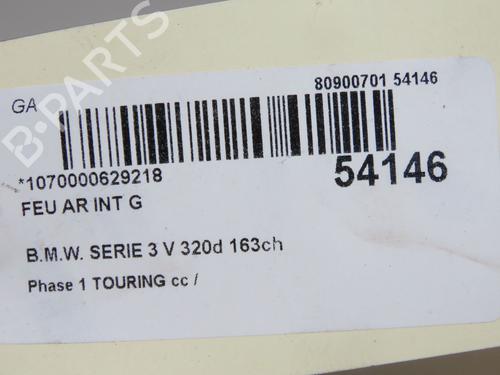 B-PARTS
GA
80900701 54146
*1070000629218
54146
FEU AR INT G
B.M.W. SERIE 3 V 320d 163ch
Phase 1 TOURING cc /